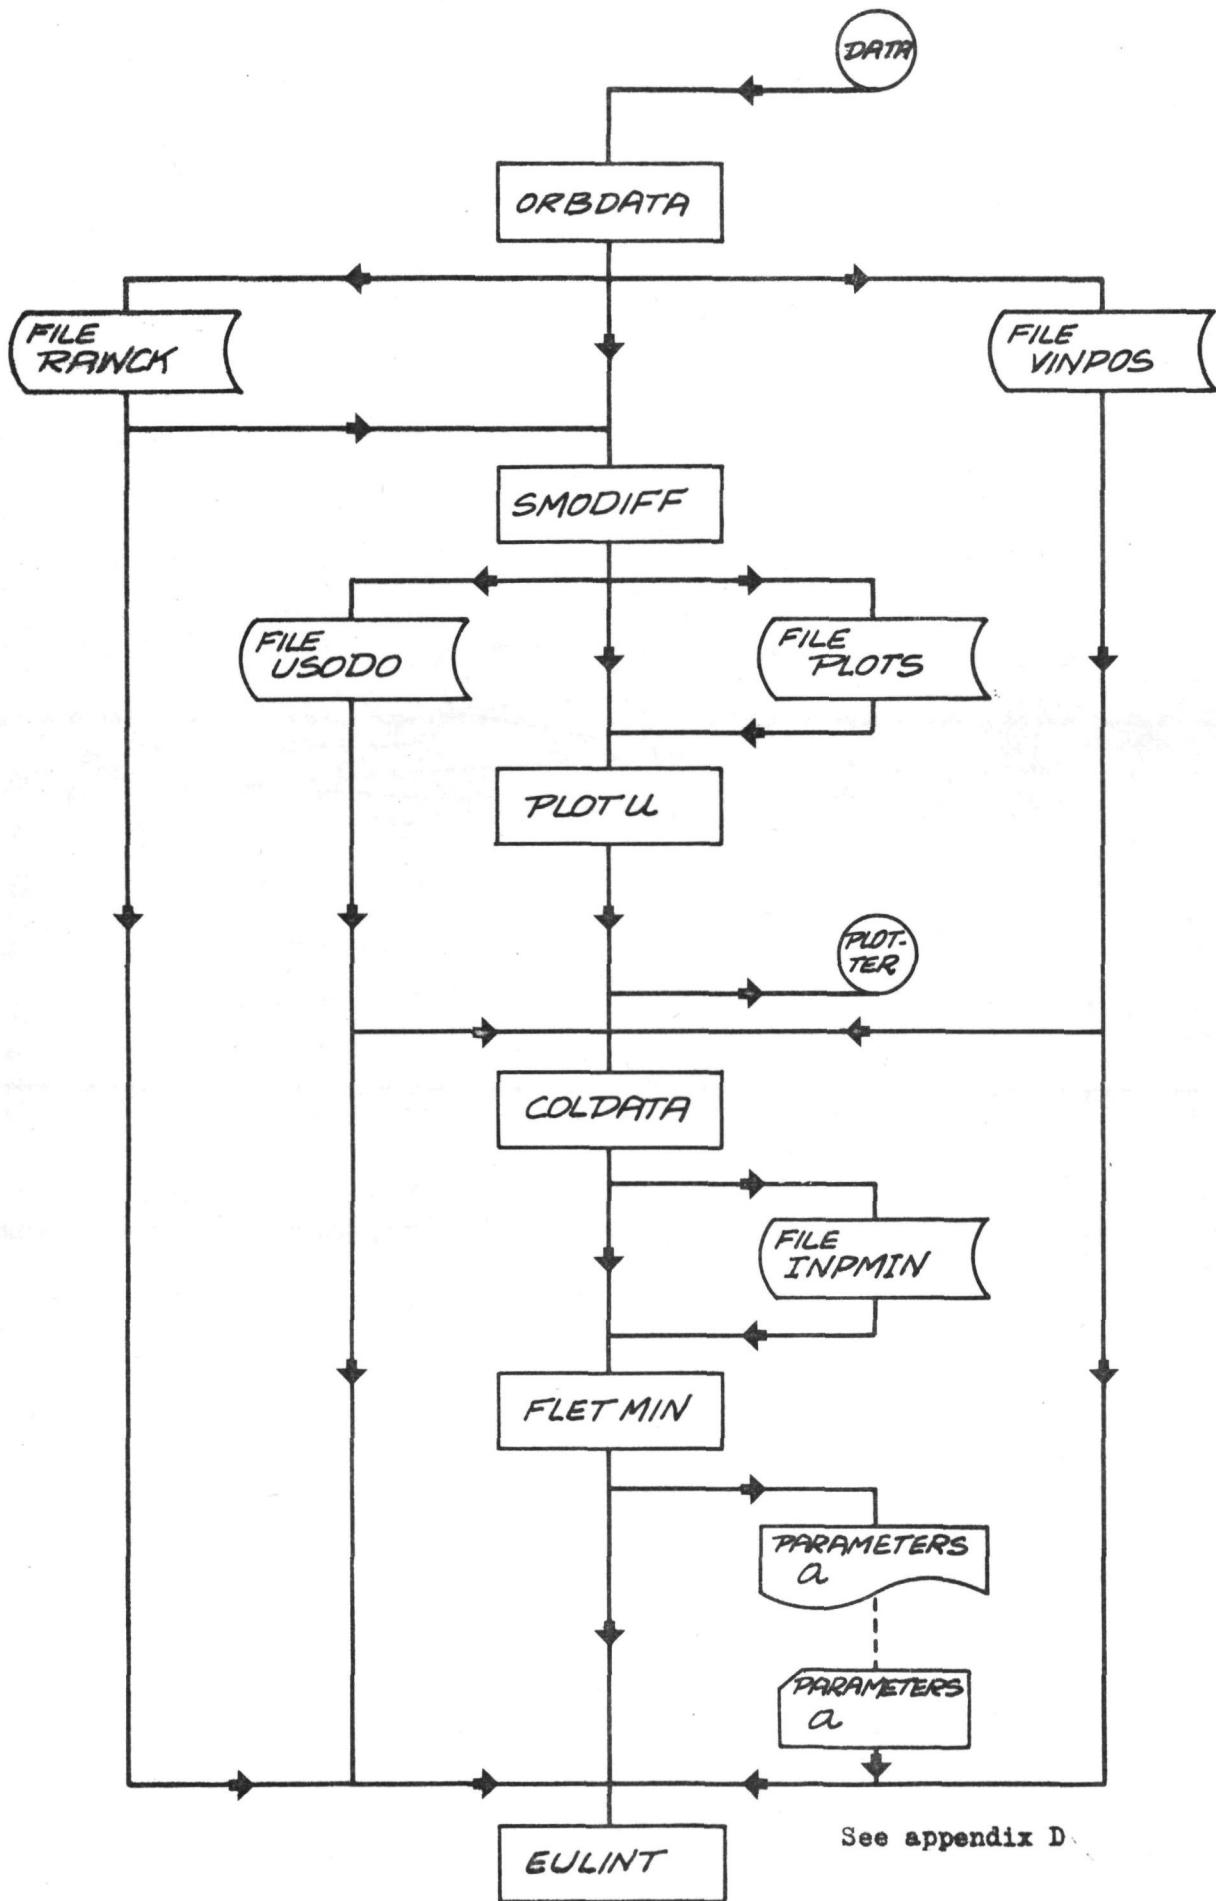 DATA
ORBDATA
FILE
RAWCK
FILE
VINPOS
SMODIFF
FILE
USODO
FILE
PLOTS
PLOTU
PLOT-
TER
COLDATA
FILE
INPMIN
FLETMIN
PARAMETERS
a
PARAMETERS
a
See appendix D
EULINT